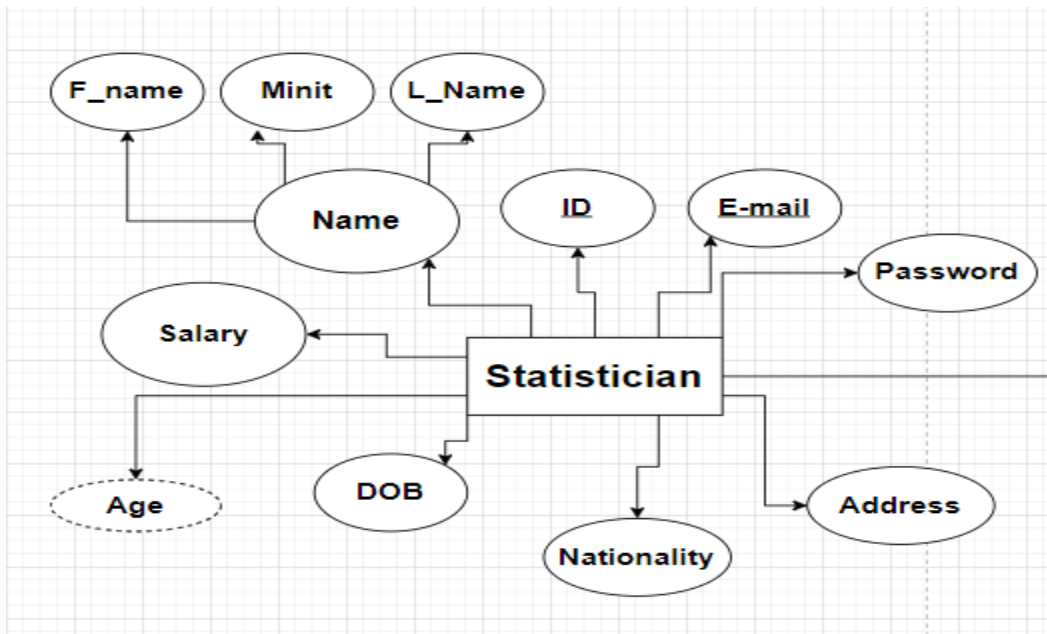 F_name
Minit
L_Name
Name
ID
E-mail
Password
Salary
Statistician
Age
DOB
Nationality
Address